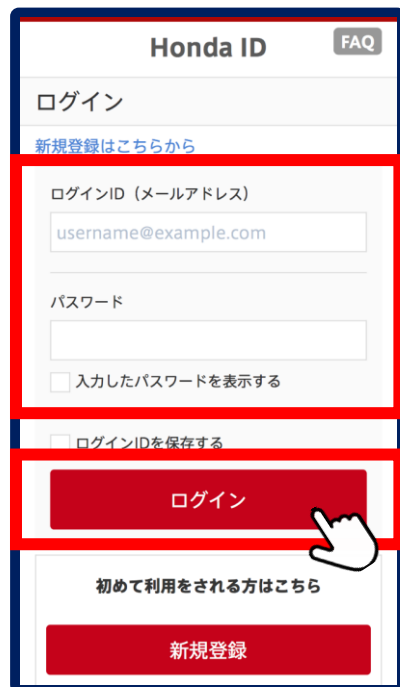 Honda ID
FAQ
ログイン
新規登録はこちらから
ログインID（メールアドレス）
username@example.com
パスワード
入力したパスワードを表示する
ログインIDを保存する
ログイン
初めて利用をされる方はこちら
新規登録